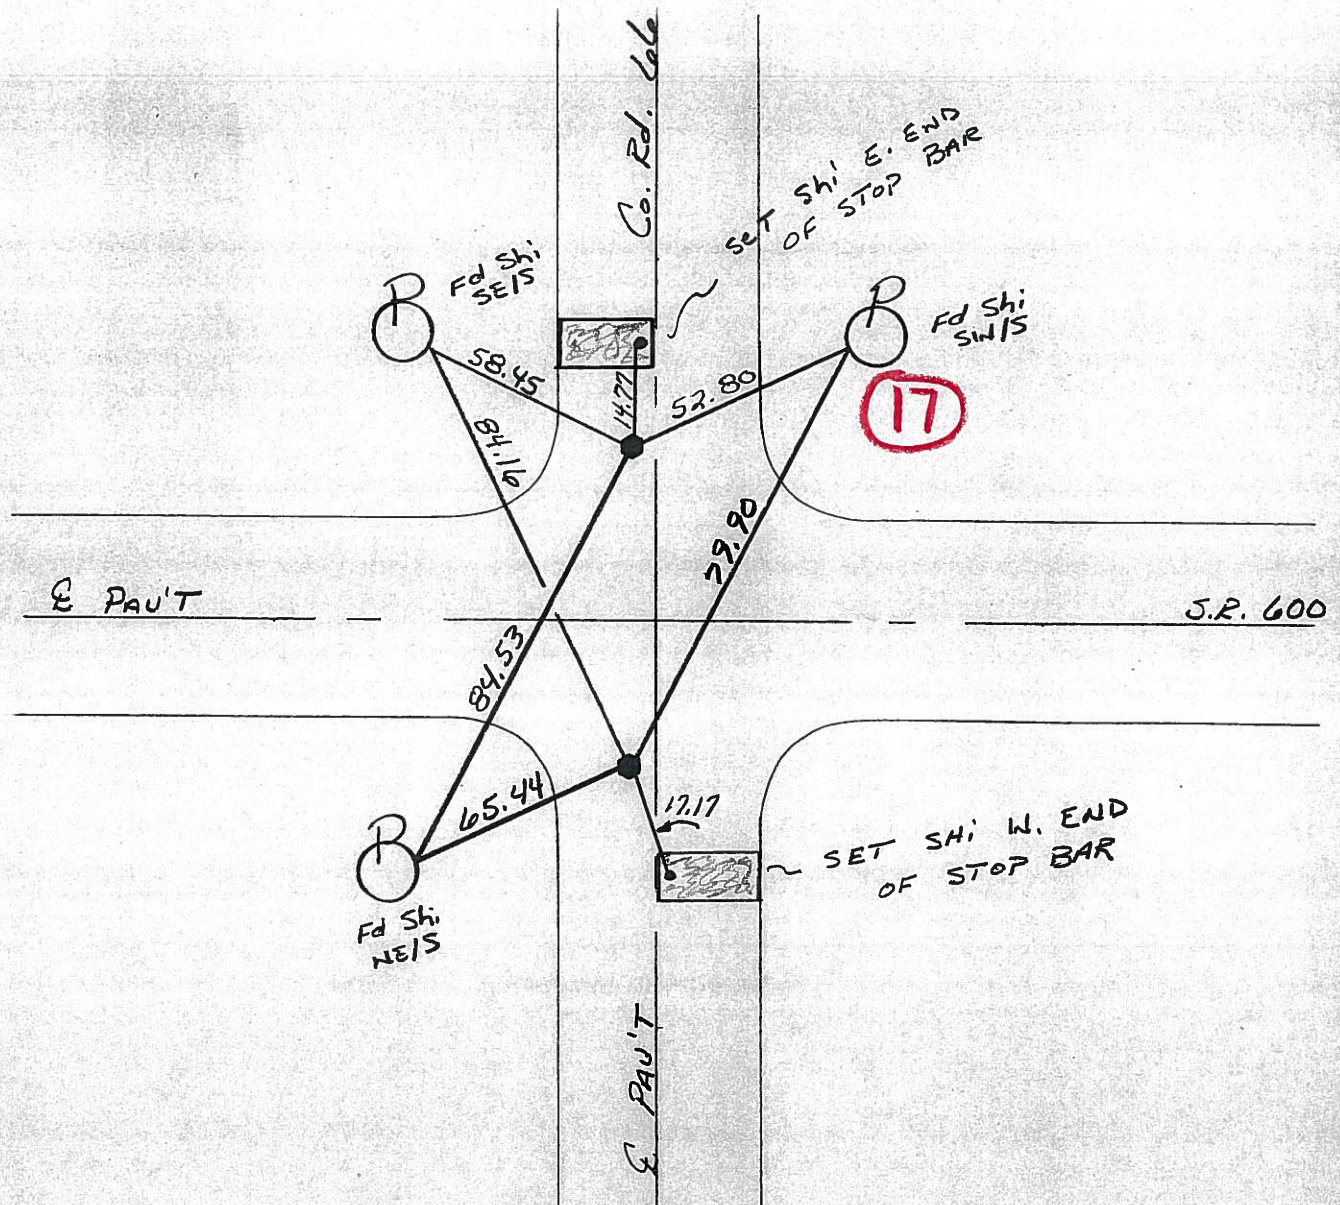 Co. Rd. 66
SET Shi E. END
OF STOP BAR
P
Fd Shi
SE/S
P
Fd Shi
SW/S
17
58.45
14.77
52.80
84.16
79.90
℄ PAV'T
S.R. 600
84.53
65.44
17.17
SET SHi W. END
OF STOP BAR
P
Fd Shi
NE/S
℄ PAV'T